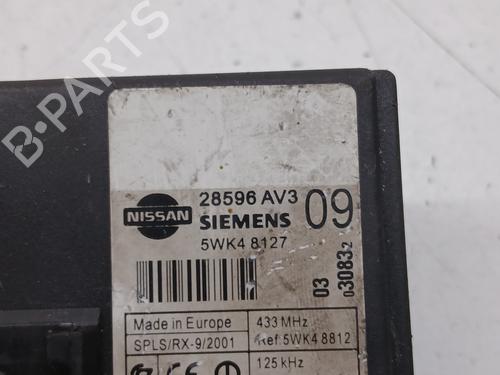 B-PARTS
28596 AV3
09
NISSAN
SIEMENS
5WK4 8127
03
030832
Made in Europe
433 MHz
SPLS/RX-9/2001
Ref:5WK4 8812
CE
125 kHz